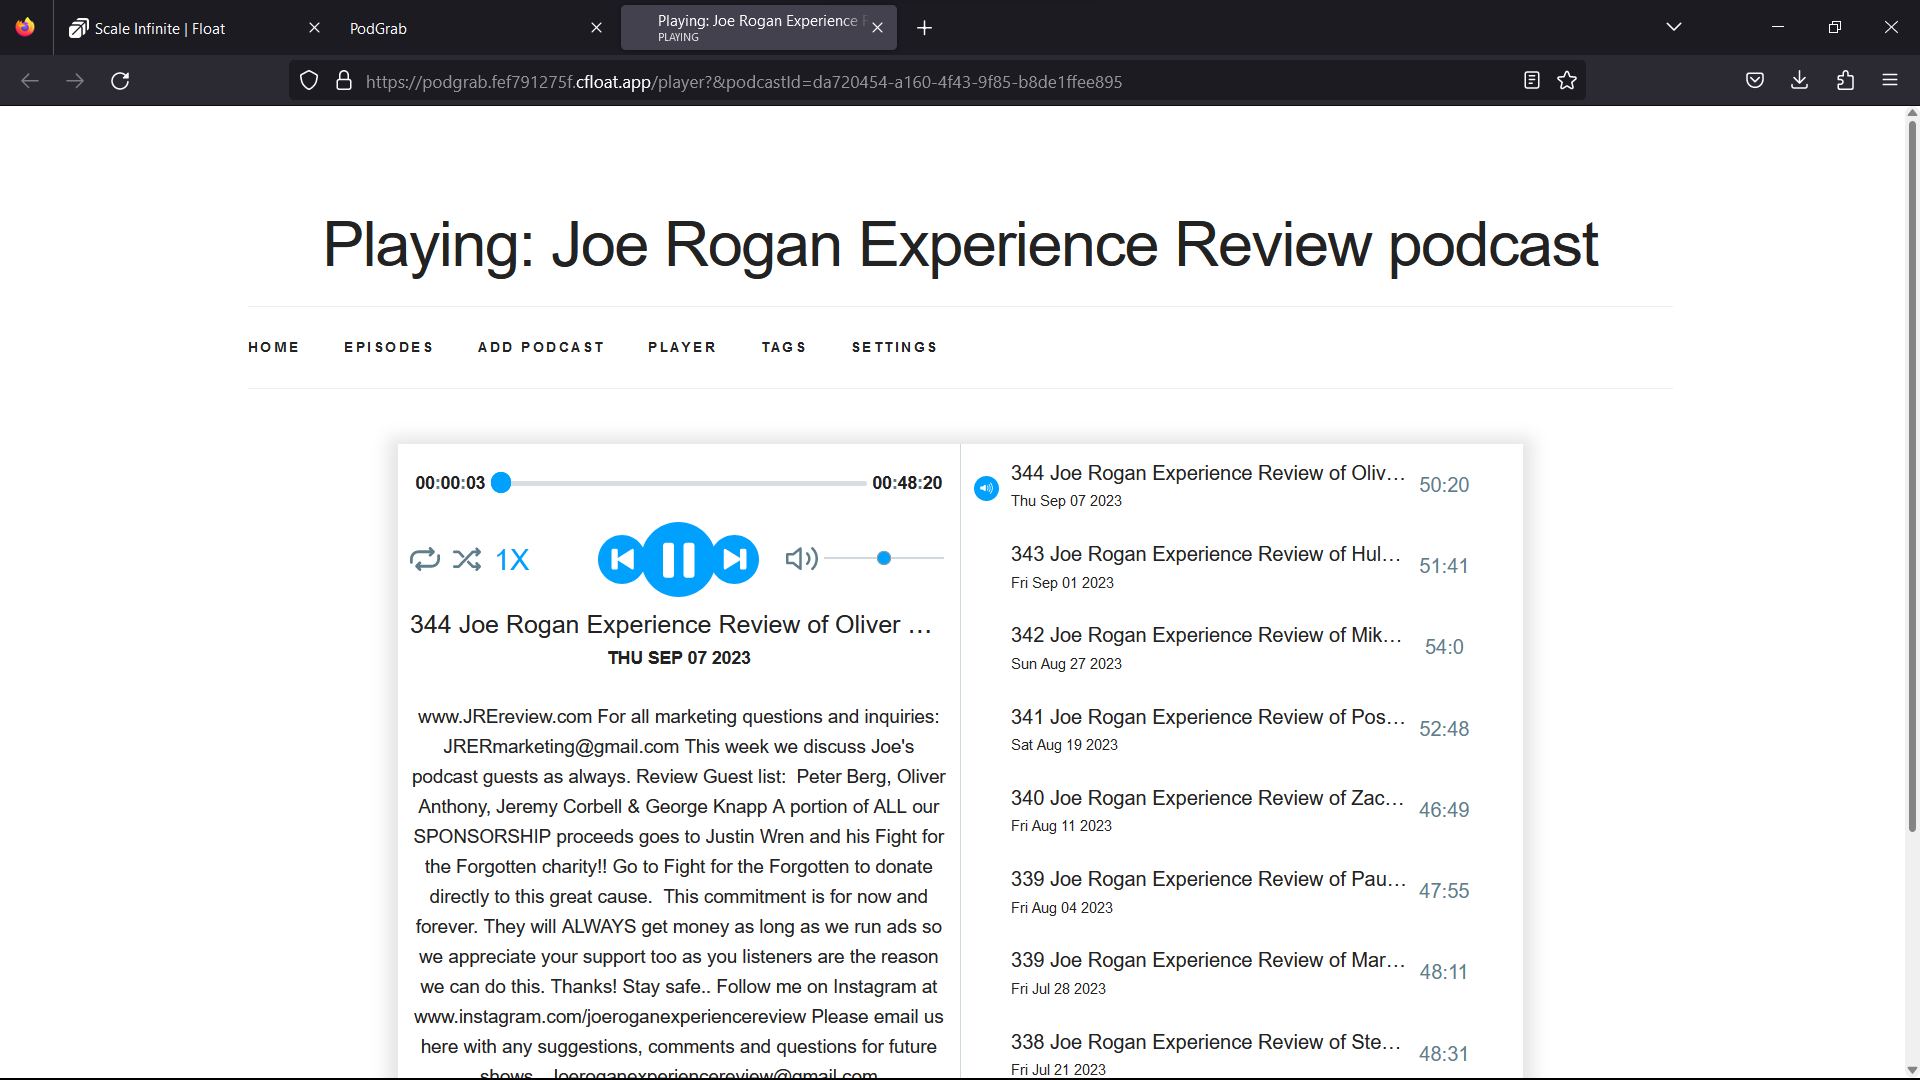 Scale Infinite | Float
PodGrab
Playing: Joe Rogan Experience
PLAYING
https://podgrab.fef791275f.cfloat.app/player?&podcastId=da720454-a160-4f43-9f85-b8de1ffee895
Playing: Joe Rogan Experience Review podcast
HOME EPISODES ADD PODCAST PLAYER TAGS SETTINGS
00:00:03 00:48:20
1X
344 Joe Rogan Experience Review of Oliver ...
THU SEP 07 2023
www.JREreview.com For all marketing questions and inquiries:
JRERmarketing@gmail.com This week we discuss Joe's
podcast guests as always. Review Guest list:  Peter Berg, Oliver
Anthony, Jeremy Corbell & George Knapp A portion of ALL our
SPONSORSHIP proceeds goes to Justin Wren and his Fight for
the Forgotten charity!! Go to Fight for the Forgotten to donate
directly to this great cause.  This commitment is for now and
forever. They will ALWAYS get money as long as we run ads so
we appreciate your support too as you listeners are the reason
we can do this. Thanks! Stay safe.. Follow me on Instagram at
www.instagram.com/joeroganexperiencereview Please email us
here with any suggestions, comments and questions for future
shows.. Joeroganexperiencereview@gmail.com
344 Joe Rogan Experience Review of Oliv... 50:20
Thu Sep 07 2023
343 Joe Rogan Experience Review of Hul... 51:41
Fri Sep 01 2023
342 Joe Rogan Experience Review of Mik... 54:0
Sun Aug 27 2023
341 Joe Rogan Experience Review of Pos... 52:48
Sat Aug 19 2023
340 Joe Rogan Experience Review of Zac... 46:49
Fri Aug 11 2023
339 Joe Rogan Experience Review of Pau... 47:55
Fri Aug 04 2023
339 Joe Rogan Experience Review of Mar... 48:11
Fri Jul 28 2023
338 Joe Rogan Experience Review of Ste... 48:31
Fri Jul 21 2023